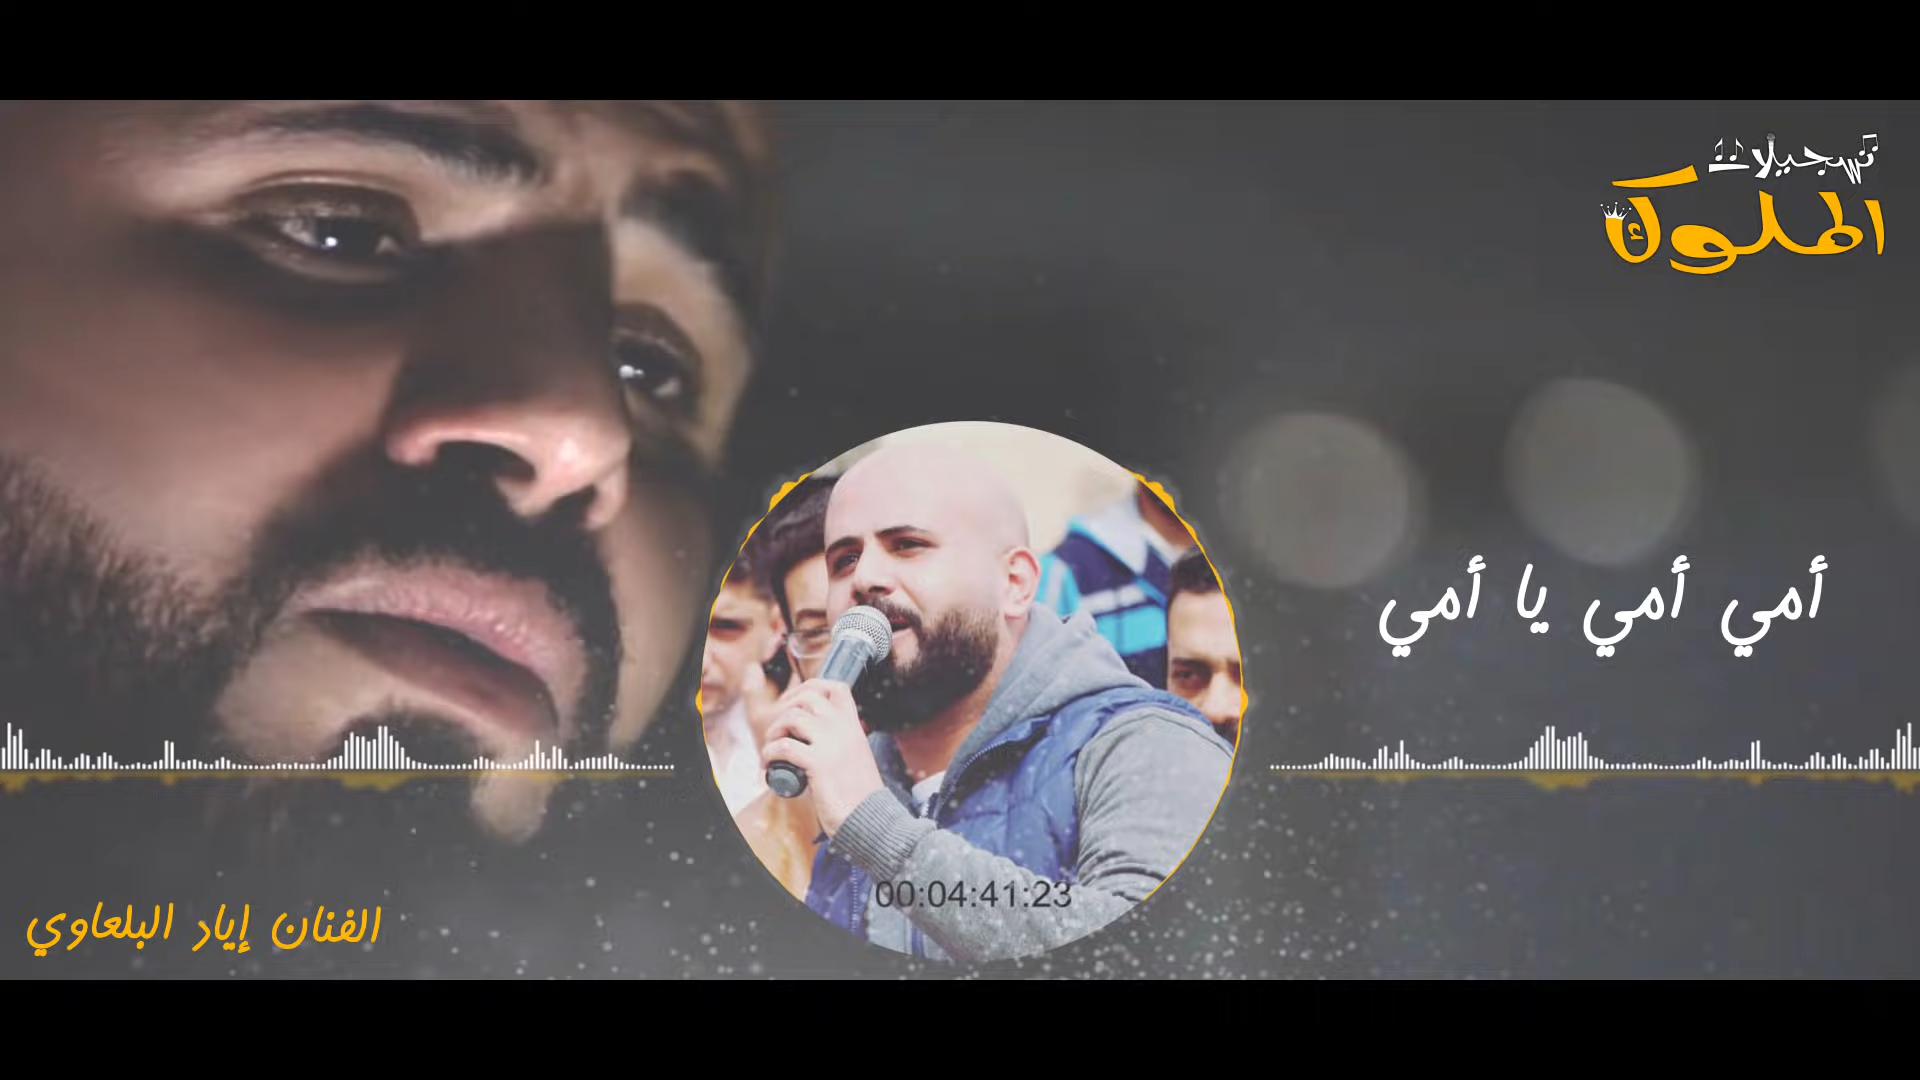 تسجيلات
الملوك
أمي أمي يا أمي
00:04:41:23
الفنان إياد البلعاوي